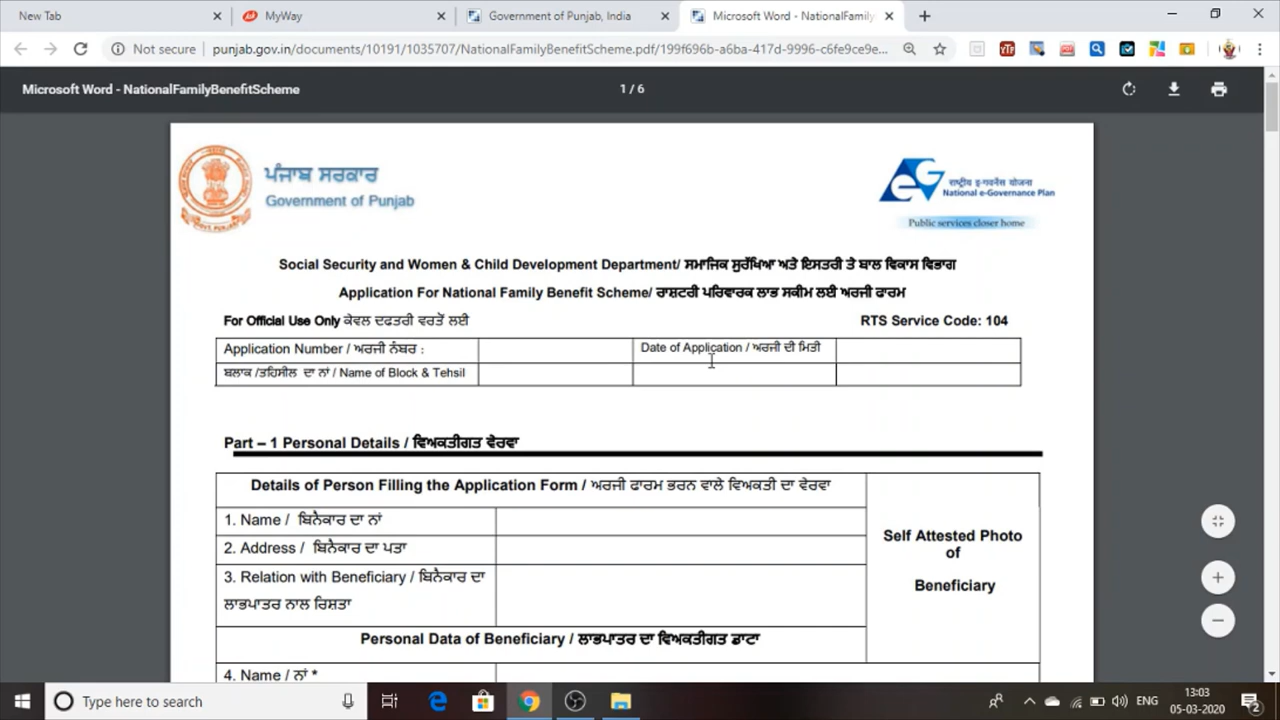 New Tab MyWay Government of Punjab, India Microsoft Word - NationalFamily
Not secure punjab.gov.in/documents/10191/1035707/NationalFamilyBenefitScheme.pdf/199f696b-a6ba-417d-9996-c6fe9ce9e...
Microsoft Word - NationalFamilyBenefitScheme 1 / 6
ਪੰਜਾਬ ਸਰਕਾਰ
Government of Punjab
राष्ट्रीय इ-गवर्नेंस योजना
National e-Governance Plan
Public services closer home
Social Security and Women & Child Development Department/ ਸਮਾਜਿਕ ਸੁਰੱਖਿਆ ਅਤੇ ਇਸਤਰੀ ਤੇ ਬਾਲ ਵਿਕਾਸ ਵਿਭਾਗ
Application For National Family Benefit Scheme/ ਰਾਸ਼ਟਰੀ ਪਰਿਵਾਰਕ ਲਾਭ ਸਕੀਮ ਲਈ ਅਰਜੀ ਫਾਰਮ
For Official Use Only ਕੇਵਲ ਦਫਤਰੀ ਵਰਤੋਂ ਲਈ RTS Service Code: 104
Application Number / ਅਰਜੀ ਨੰਬਰ : Date of Application / ਅਰਜੀ ਦੀ ਮਿਤੀ
ਬਲਾਕ /ਤਹਿਸੀਲ ਦਾ ਨਾਂ / Name of Block & Tehsil
Part – 1 Personal Details / ਵਿਅਕਤੀਗਤ ਵੇਰਵਾ
Details of Person Filling the Application Form / ਅਰਜੀ ਫਾਰਮ ਭਰਨ ਵਾਲੇ ਵਿਅਕਤੀ ਦਾ ਵੇਰਵਾ
1. Name / ਬਿਨੈਕਾਰ ਦਾ ਨਾਂ
2. Address / ਬਿਨੈਕਾਰ ਦਾ ਪਤਾ
3. Relation with Beneficiary / ਬਿਨੈਕਾਰ ਦਾ
ਲਾਭਪਾਤਰ ਨਾਲ ਰਿਸ਼ਤਾ
Self Attested Photo
of
Beneficiary
Personal Data of Beneficiary / ਲਾਭਪਾਤਰ ਦਾ ਵਿਅਕਤੀਗਤ ਡਾਟਾ
4. Name / ਨਾਂ *
Type here to search ENG 13:03
05-03-2020